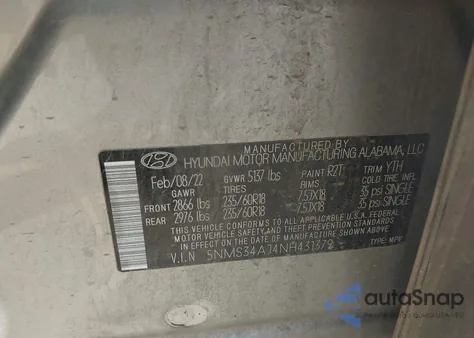 MANUFACTURED BY
HYUNDAI MOTOR MANUFACTURING ALABAMA, LLC
Feb/08/22 GVWR 5137 lbs PAINT R2T TRIM YTH
GAWR TIRES RIMS COLD TIRE INFL
FRONT 2866 lbs 235/60R18 7.5JX18 35 psi SINGLE
REAR 2976 lbs 235/60R18 7.5JX18 35 psi SINGLE
THIS VEHICLE CONFORMS TO ALL APPLICABLE U.S. FEDERAL
MOTOR VEHICLE SAFETY, BUMPER, AND THEFT PREVENTION STANDARDS
IN EFFECT ON THE DATE OF MANUFACTURE SHOWN ABOVE.
V.I.N 5NMS34AJ4NH431379 TYPE: MPV
autoSnap